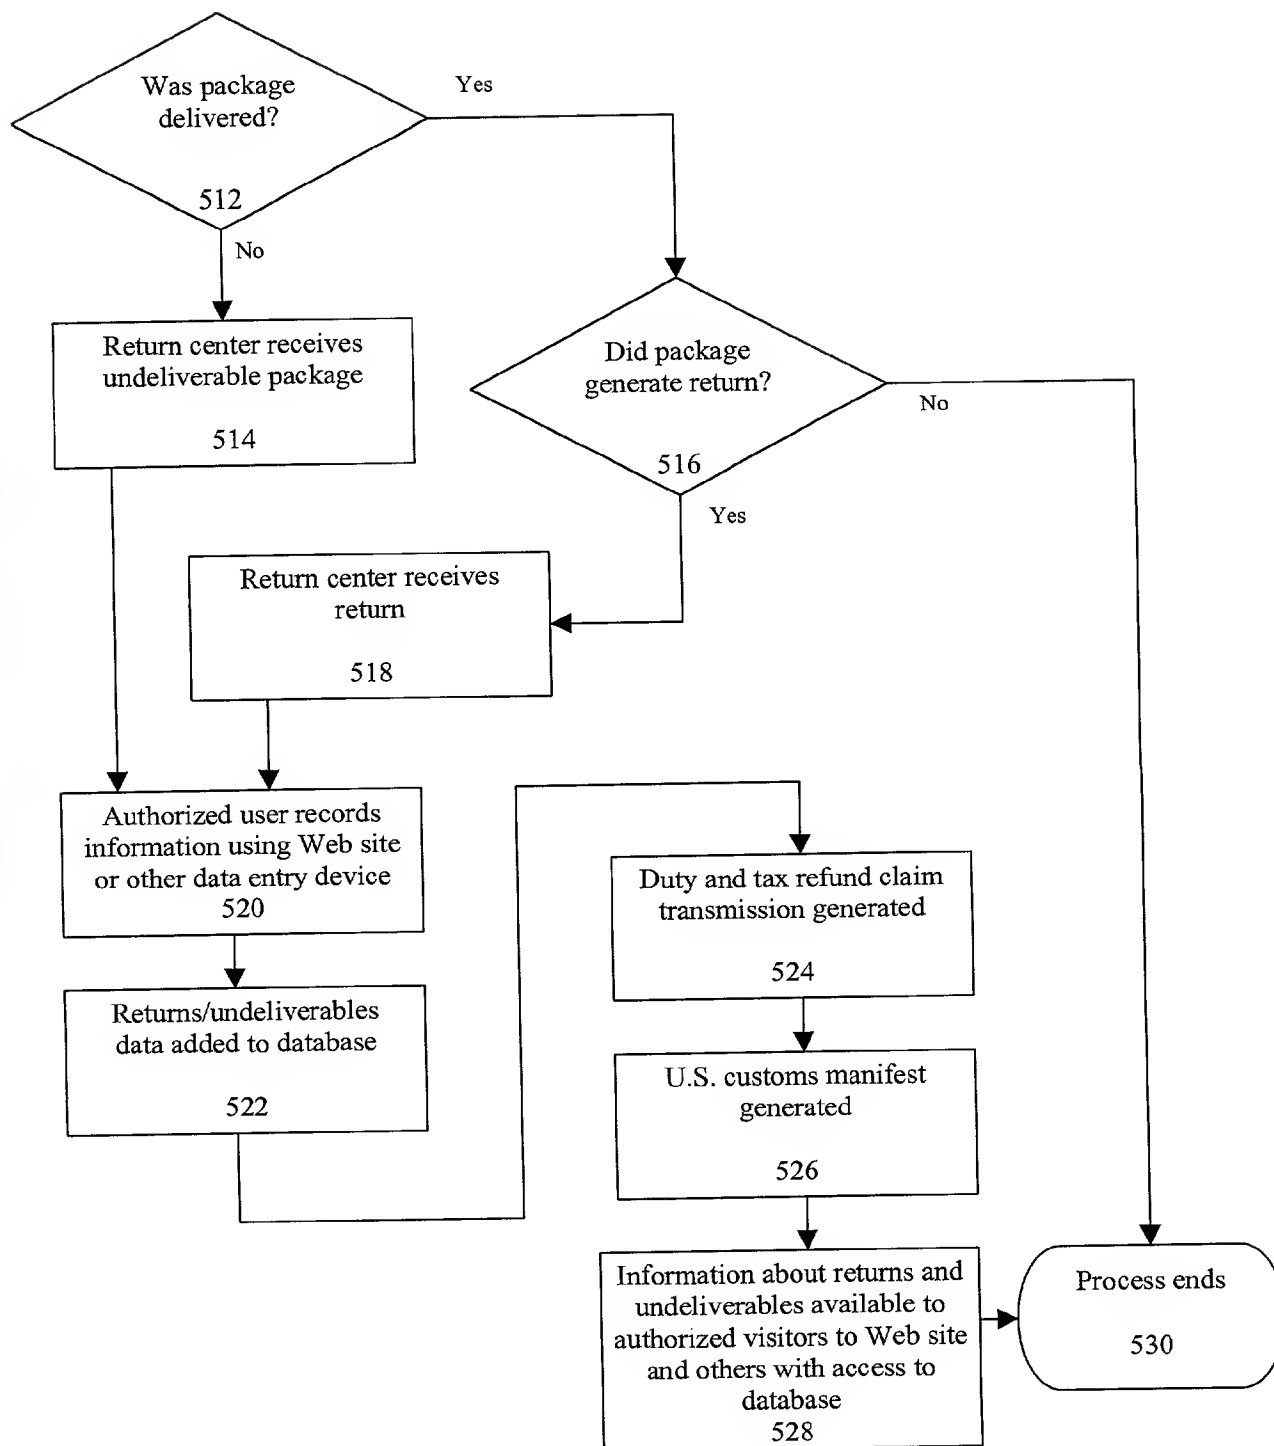 Was package
delivered?
512
Yes
No
Return center receives
undeliverable package
514
Did package
generate return?
516
No
Yes
Return center receives
return
518
Authorized user records
information using Web site
or other data entry device
520
Returns/undeliverables
data added to database
522
Duty and tax refund claim
transmission generated
524
U.S. customs manifest
generated
526
Information about returns and
undeliverables available to
authorized visitors to Web site
and others with access to
database
528
Process ends
530